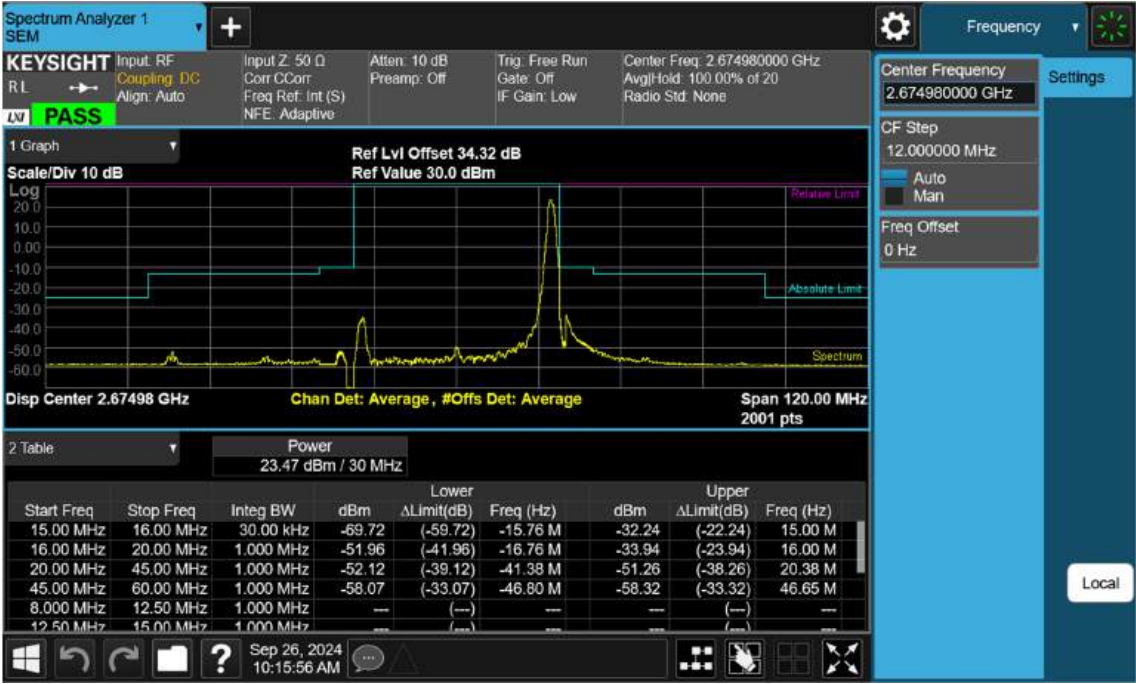 Spectrum Analyzer 1
SEM
+
Frequency
KEYSIGHT
Input: RF
Coupling: DC
Align: Auto
Input Z: 50 Ω
Corr CCorr
Freq Ref: Int (S)
NFE: Adaptive
Atten: 10 dB
Preamp: Off
Trig: Free Run
Gate: Off
IF Gain: Low
Center Freq: 2.674980000 GHz
Avg|Hold: 100.00% of 20
Radio Std: None
R L
LXI
PASS
Center Frequency
2.674980000 GHz
Settings
CF Step
12.000000 MHz
Auto
Man
Freq Offset
0 Hz
1 Graph
Ref Lvl Offset 34.32 dB
Scale/Div 10 dB
Ref Value 30.0 dBm
Log
Relative Limit
20.0
10.0
0.00
-10.0
-20.0
Absolute Limit
-30.0
-40.0
-50.0
Spectrum
-60.0
Disp Center 2.67498 GHz
Chan Det: Average, #Offs Det: Average
Span 120.00 MHz
2001 pts
2 Table
Power
23.47 dBm / 30 MHz
Lower Upper
Start Freq Stop Freq Integ BW dBm ΔLimit(dB) Freq (Hz) dBm ΔLimit(dB) Freq (Hz)
15.00 MHz 16.00 MHz 30.00 kHz -69.72 (-59.72) -15.76 M -32.24 (-22.24) 15.00 M
16.00 MHz 20.00 MHz 1.000 MHz -51.96 (-41.96) -16.76 M -33.94 (-23.94) 16.00 M
20.00 MHz 45.00 MHz 1.000 MHz -52.12 (-39.12) -41.38 M -51.26 (-38.26) 20.38 M
45.00 MHz 60.00 MHz 1.000 MHz -58.07 (-33.07) -46.80 M -58.32 (-33.32) 46.65 M
8.000 MHz 12.50 MHz 1.000 MHz --- (---) --- --- (---) ---
12.50 MHz 15.00 MHz 1.000 MHz --- (---) --- --- (---) ---
Local
?
Sep 26, 2024
10:15:56 AM